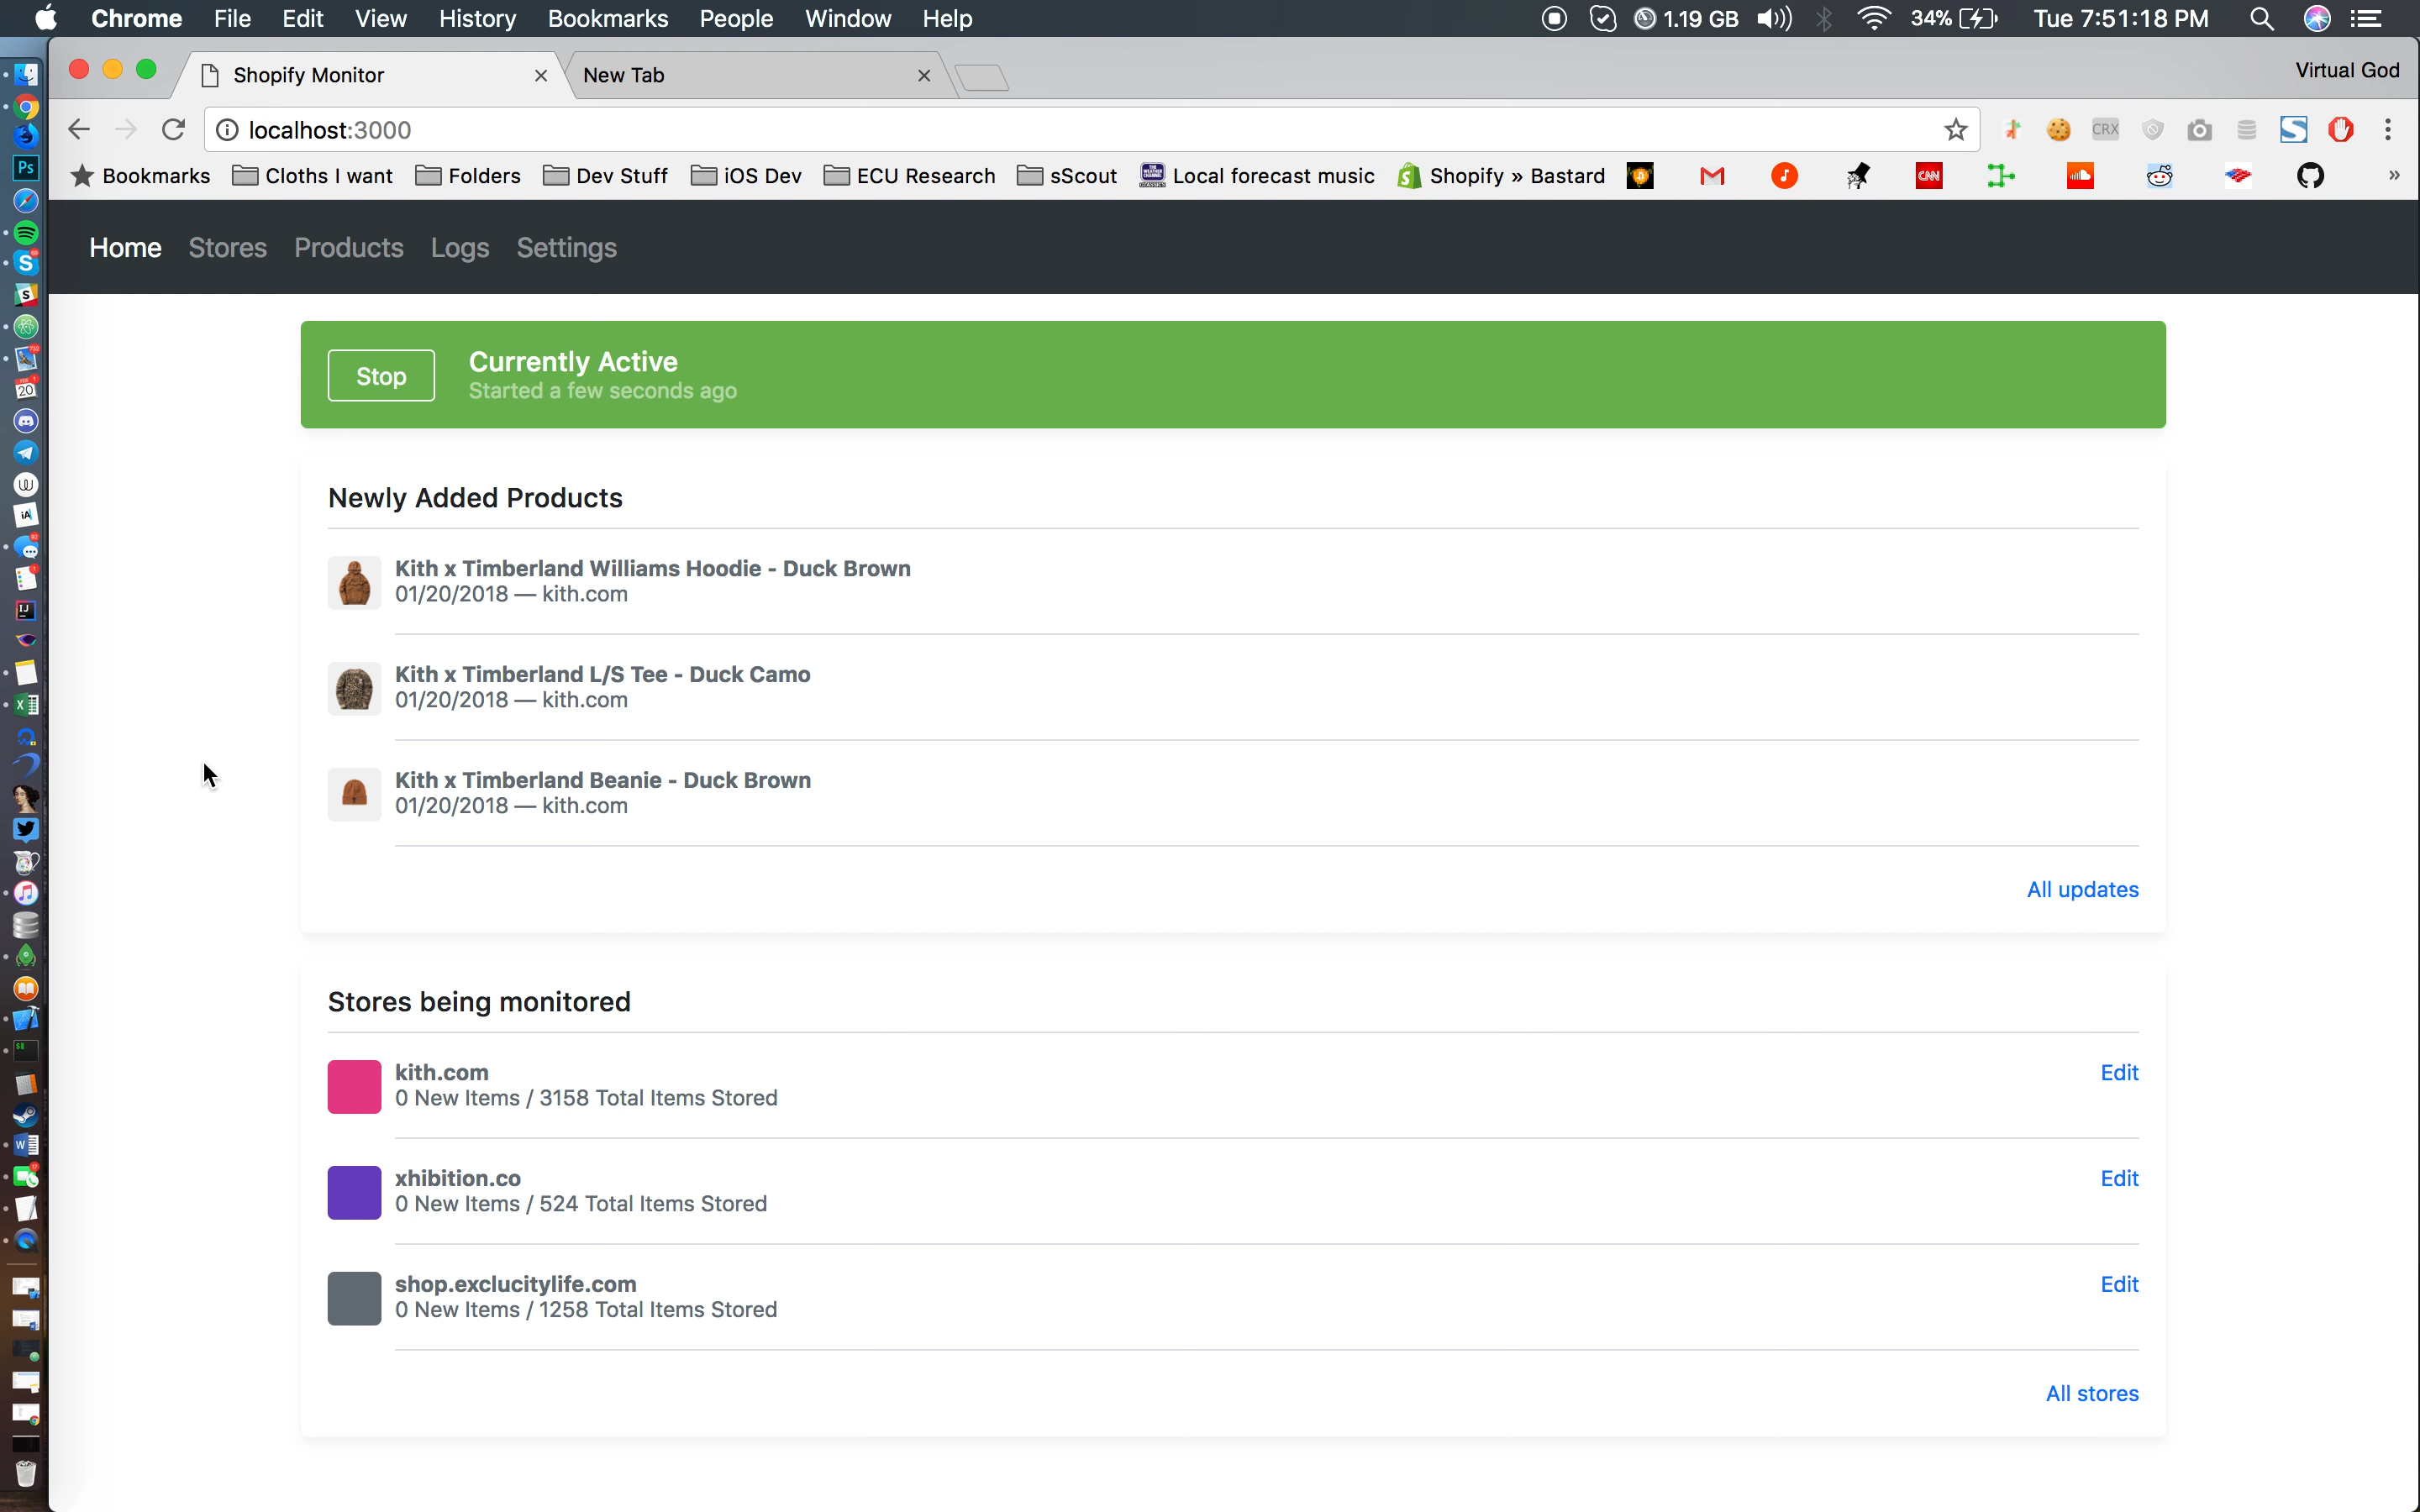 Chrome File Edit View History Bookmarks People Window Help 1.19 GB 34% Tue 7:51:18 PM
Shopify Monitor New Tab Virtual God
localhost:3000 CRX
Bookmarks Cloths I want Folders Dev Stuff iOS Dev ECU Research sScout Local forecast music Shopify » Bastard CNN »
Home Stores Products Logs Settings
Stop
Currently Active
Started a few seconds ago
Newly Added Products
Kith x Timberland Williams Hoodie - Duck Brown
01/20/2018 — kith.com
Kith x Timberland L/S Tee - Duck Camo
01/20/2018 — kith.com
Kith x Timberland Beanie - Duck Brown
01/20/2018 — kith.com
All updates
Stores being monitored
kith.com
0 New Items / 3158 Total Items Stored
Edit
xhibition.co
0 New Items / 524 Total Items Stored
Edit
shop.exclucitylife.com
0 New Items / 1258 Total Items Stored
Edit
All stores
Ps
20
iA
IJ